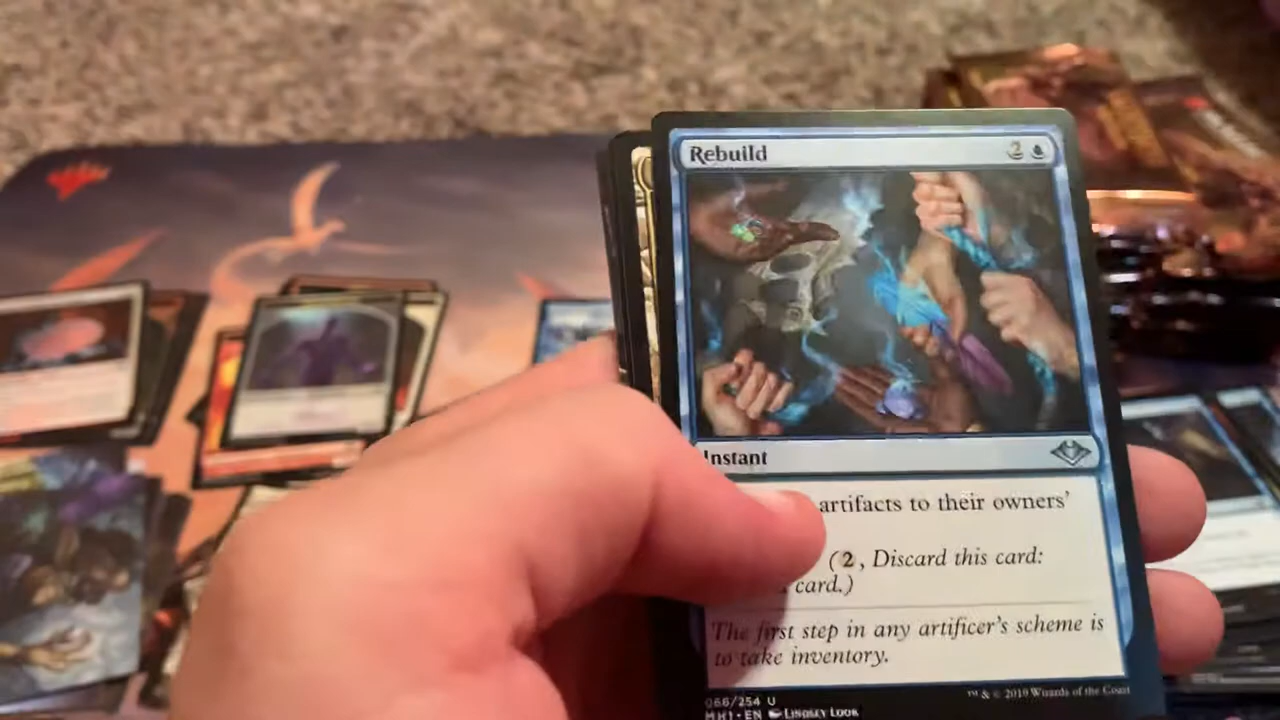 Rebuild 2
Instant
artifacts to their owners'
(2, Discard this card:
card.)
The first step in any artificer's scheme is
to take inventory.
066/254 U
MH1 • EN LINDSEY LOOK
™ & © 2019 Wizards of the Coast